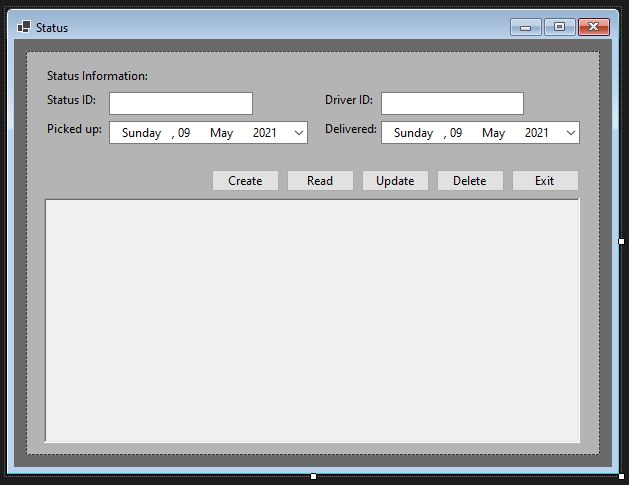 Status
Status Information:
Status ID: Driver ID:
Picked up: Sunday , 09 May 2021 Delivered: Sunday , 09 May 2021
Create Read Update Delete Exit